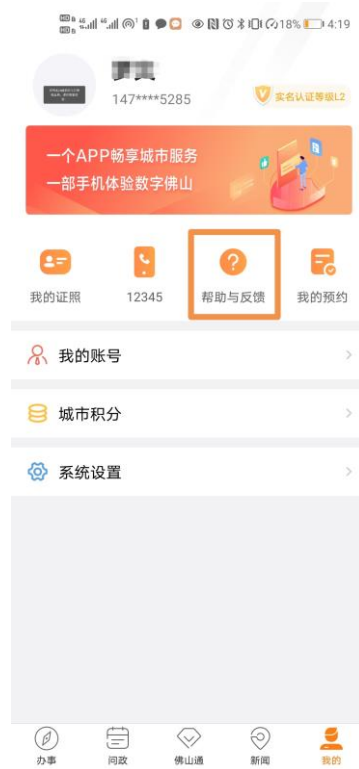 18% 4:19
147****5285
实名认证等级L2
一个APP畅享城市服务
一部手机体验数字佛山
我的证照 12345 帮助与反馈 我的预约
我的账号
城市积分
系统设置
办事 问政 佛山通 新闻 我的